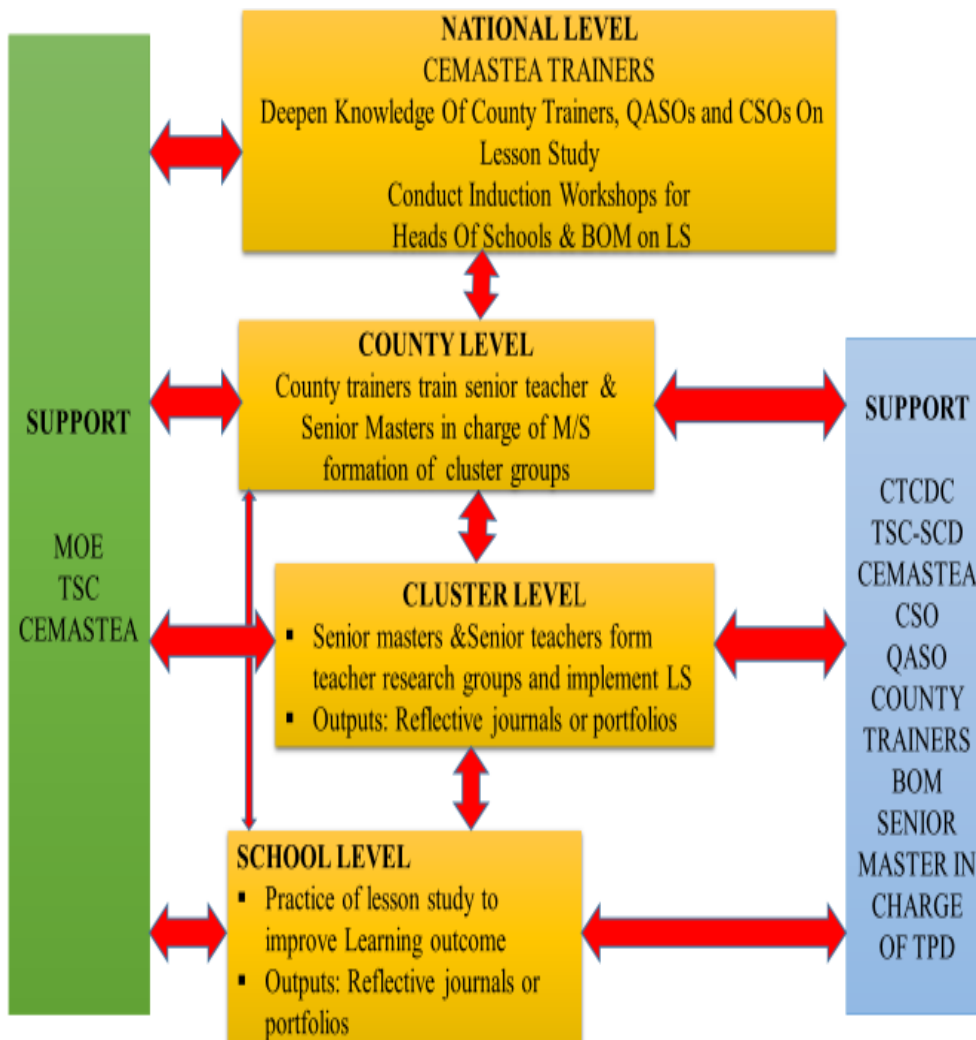 NATIONAL LEVEL
CEMASTEA TRAINERS
Deepen Knowledge Of County Trainers, QASOs and CSOs On
Lesson Study
Conduct Induction Workshops for
Heads Of Schools & BOM on LS
COUNTY LEVEL
County trainers train senior teacher &
Senior Masters in charge of M/S
formation of cluster groups
CLUSTER LEVEL
▪ Senior masters &Senior teachers form
teacher research groups and implement LS
▪ Outputs: Reflective journals or portfolios
SCHOOL LEVEL
▪ Practice of lesson study to
improve Learning outcome
▪ Outputs: Reflective journals or
portfolios
SUPPORT
MOE
TSC
CEMASTEA
SUPPORT
CTCDC
TSC-SCD
CEMASTEA
CSO
QASO
COUNTY
TRAINERS
BOM
SENIOR
MASTER IN
CHARGE
OF TPD